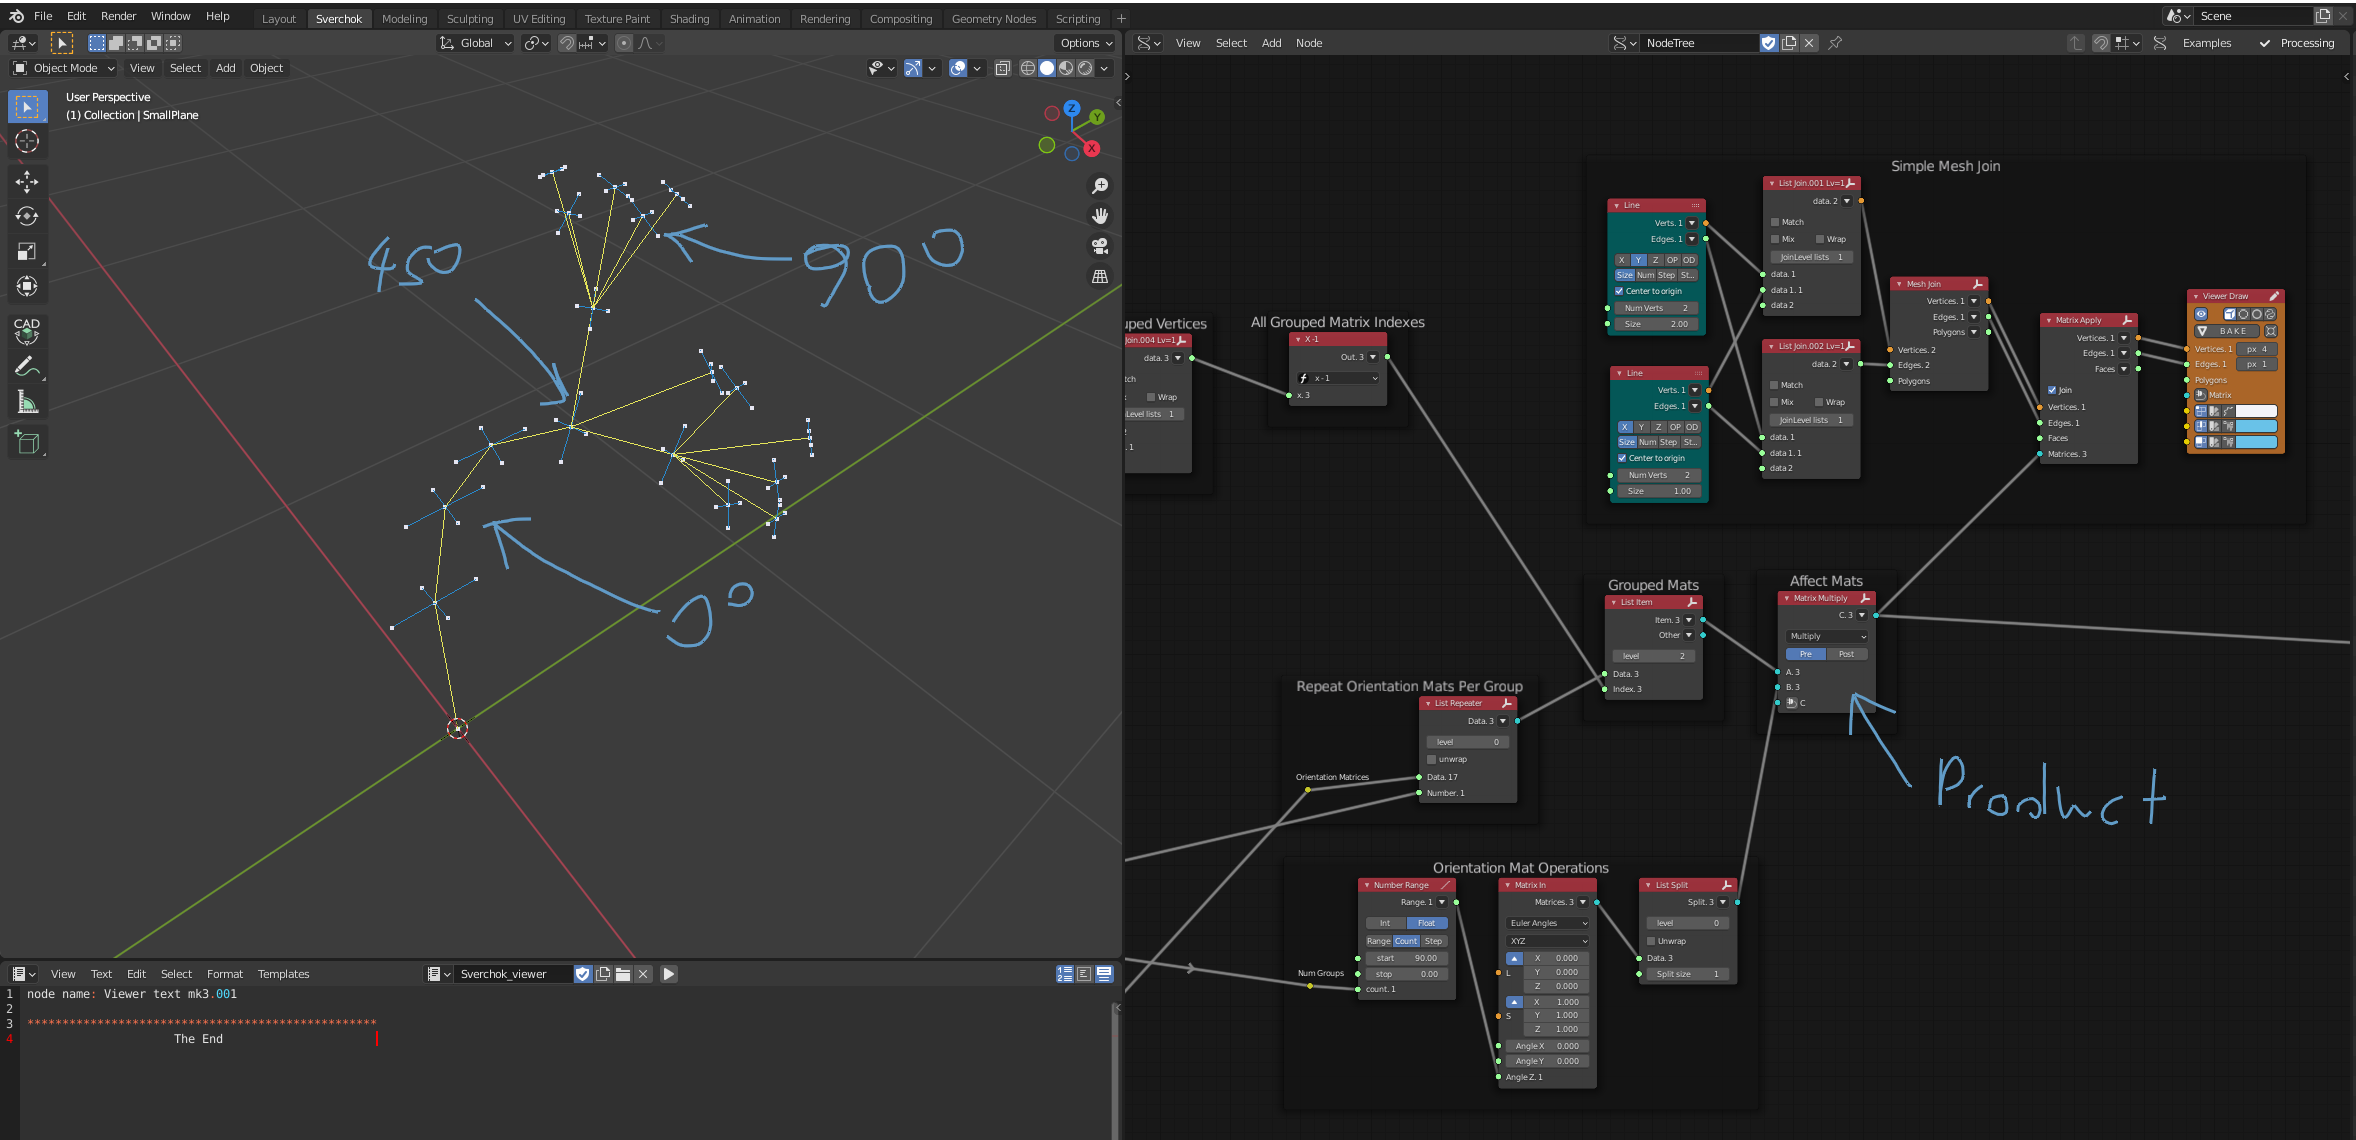 File Edit Render Window Help
Layout Sverchok Modeling Sculpting UV Editing Texture Paint Shading Animation Rendering Compositing Geometry Nodes Scripting +
Scene
Global
Options
Object Mode View Select Add Object
User Perspective
(1) Collection | SmallPlane
Z
Y
X
CAD
450
900
0°
View Select Add Node
NodeTree
Examples
Processing
Simple Mesh Join
Line
Verts. 1
Edges. 1
X Y Z OP OD
Size Num Step St...
Center to origin
Num Verts 2
Size 2.00
List Join.001 Lv=1
data. 2
Match
Mix Wrap
JoinLevel lists 1
data. 1
data 1. 1
data 2
Line
Verts. 1
Edges. 1
X Y Z OP OD
Size Num Step St...
Center to origin
Num Verts 2
Size 1.00
List Join.002 Lv=1
data. 2
Match
Mix Wrap
JoinLevel lists 1
data. 1
data 1. 1
data 2
Mesh Join
Vertices. 1
Edges. 1
Polygons
Vertices. 2
Edges. 2
Polygons
Matrix Apply
Vertices. 1
Edges. 1
Faces
Join
Vertices. 1
Edges. 1
Faces
Matrices. 3
Viewer Draw
BAKE
Vertices. 1 px 4
Edges. 1 px 1
Polygons
Matrix
uped Vertices
Join.004 Lv=1
data. 3
tch
Wrap
Level lists 1
. 1
All Grouped Matrix Indexes
X -1
Out. 3
x - 1
x. 3
Grouped Mats
List Item
Item. 3
Other
level 2
Data. 3
Index. 3
Affect Mats
Matrix Multiply
C. 3
Multiply
Pre Post
A. 3
B. 3
C
Product
Repeat Orientation Mats Per Group
List Repeater
Data. 3
level 0
unwrap
Data. 17
Number. 1
Orientation Matrices
Orientation Mat Operations
Number Range
Range. 1
Int Float
Range Count Step
start 90.00
stop 0.00
count. 1
Num Groups
Matrix In
Matrices. 3
Euler Angles
XYZ
L
X 0.000
Y 0.000
Z 0.000
S
X 1.000
Y 1.000
Z 1.000
Angle X 0.000
Angle Y 0.000
Angle Z. 1
List Split
Split. 3
level 0
Unwrap
Data. 3
Split size 1
View Text Edit Select Format Templates
Sverchok_viewer
1 node name: Viewer text mk3.001
2
3 **************************************************
4 The End